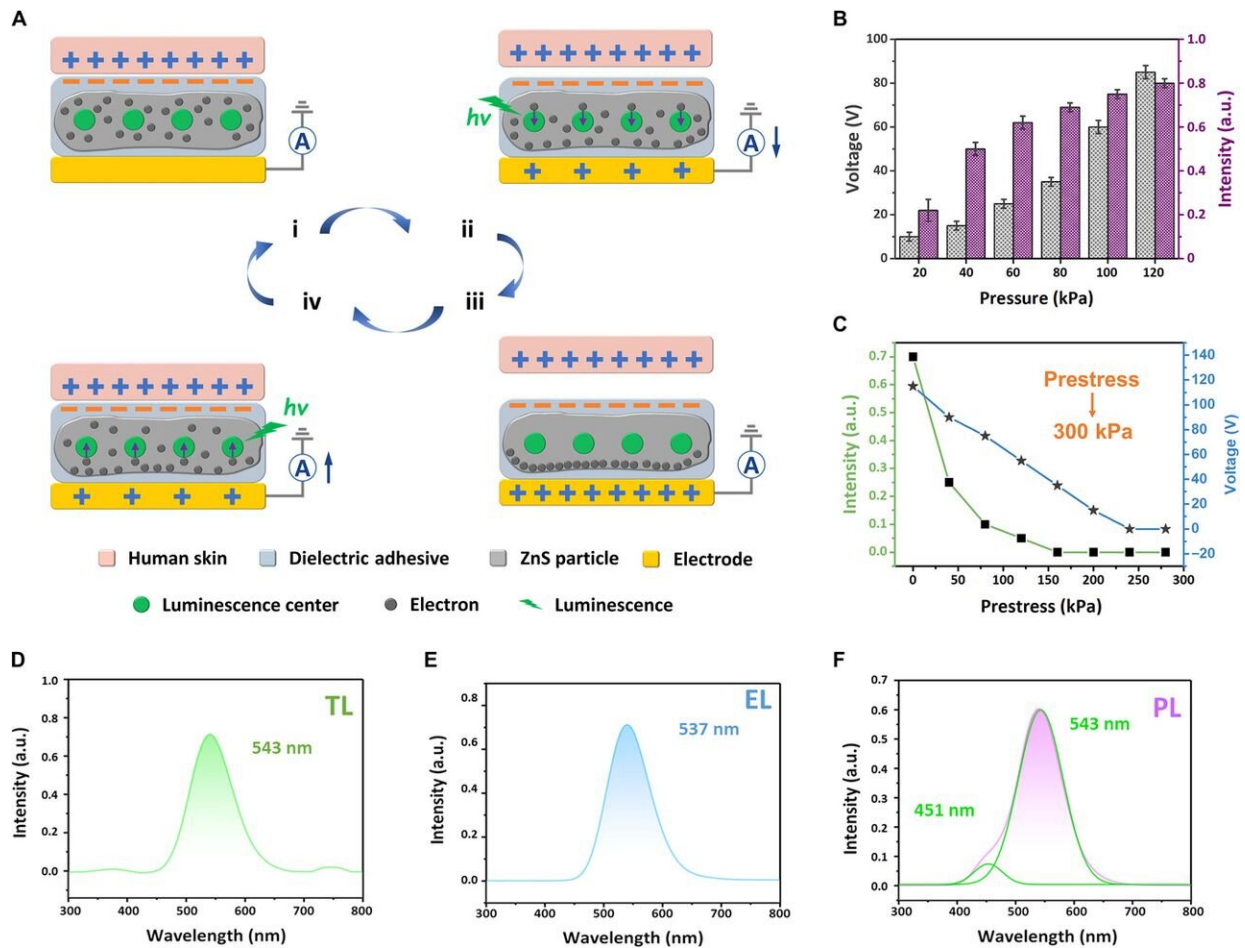 A
+ + + + + + + +
A
hv
+ + + + + + + +
A
+ + + +
i
ii
iii
iv
+ + + + + + + +
hv
A
+ + + +
+ + + + + + + +
A
+ + + + + + + +
Human skin
Dielectric adhesive
ZnS particle
Electrode
Luminescence center
Electron
Luminescence
B
100
80
60
40
20
0
Voltage (V)
1.0
0.8
0.6
0.4
0.2
0
Intensity (a.u.)
20 40 60 80 100 120
Pressure (kPa)
C
0.7
0.6
0.5
0.4
0.3
0.2
0.1
0.0
Intensity (a.u.)
Prestress
300 kPa
140
120
100
80
60
40
20
0
−20
Voltage (V)
0 50 100 150 200 250 300
Prestress (kPa)
D
1.0
0.8
0.6
0.4
0.2
0.0
Intensity (a.u.)
TL
543 nm
300 400 500 600 700 800
Wavelength (nm)
E
0.8
0.6
0.4
0.2
0.0
Intensity (a.u.)
EL
537 nm
300 400 500 600 700 800
Wavelength (nm)
F
0.7
0.6
0.5
0.4
0.3
0.2
0.1
0.0
Intensity (a.u.)
PL
543 nm
451 nm
300 400 500 600 700 800
Wavelength (nm)